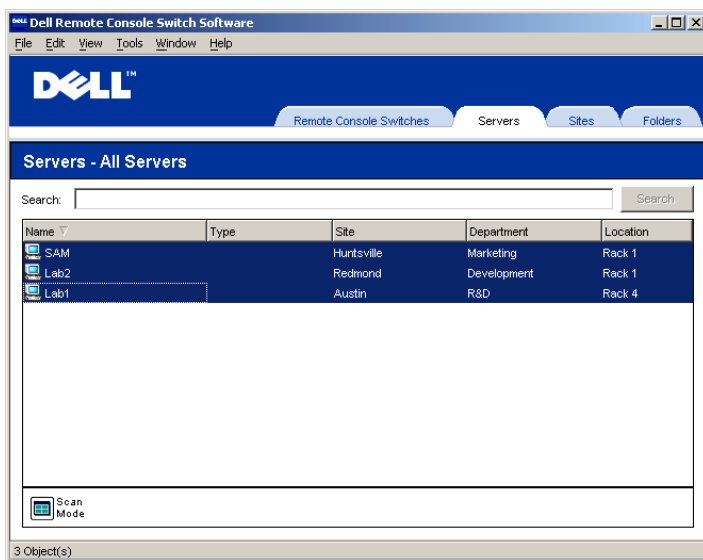 Dell Remote Console Switch Software
File Edit View Tools Window Help
DELL™
Remote Console Switches Servers Sites Folders
Servers - All Servers
Search: Search
Name Type Site Department Location
SAM Huntsville Marketing Rack 1
Lab2 Redmond Development Rack 1
Lab1 Austin R&D Rack 4
Scan
Mode
3 Object(s)